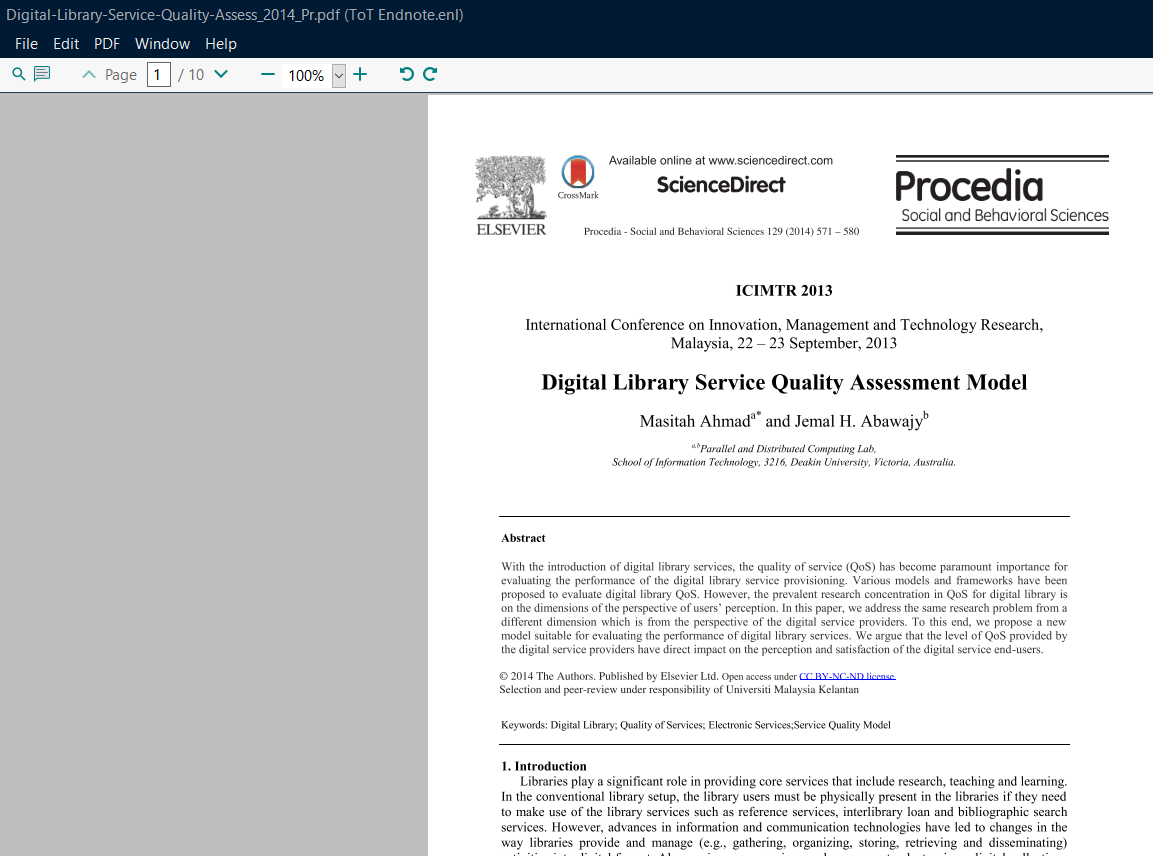 Digital-Library-Service-Quality-Assess_2014_Pr.pdf (ToT Endnote.enl)
File Edit PDF Window Help
Page 1 / 10 100%
Available online at www.sciencedirect.com
CrossMark
ScienceDirect
ELSEVIER
Procedia - Social and Behavioral Sciences 129 (2014) 571 – 580
Procedia
Social and Behavioral Sciences
ICIMTR 2013
International Conference on Innovation, Management and Technology Research,
Malaysia, 22 – 23 September, 2013
Digital Library Service Quality Assessment Model
Masitah Ahmad a* and Jemal H. Abawajy b
a,b Parallel and Distributed Computing Lab,
School of Information Technology, 3216, Deakin University, Victoria, Australia.
Abstract
With the introduction of digital library services, the quality of service (QoS) has become paramount importance for
evaluating the performance of the digital library service provisioning. Various models and frameworks have been
proposed to evaluate digital library QoS. However, the prevalent research concentration in QoS for digital library is
on the dimensions of the perspective of users' perception. In this paper, we address the same research problem from a
different dimension which is from the perspective of the digital service providers. To this end, we propose a new
model suitable for evaluating the performance of digital library services. We argue that the level of QoS provided by
the digital service providers have direct impact on the perception and satisfaction of the digital service end-users.
© 2014 The Authors. Published by Elsevier Ltd. Open access under CC BY-NC-ND license.
Selection and peer-review under responsibility of Universiti Malaysia Kelantan
Keywords: Digital Library; Quality of Services; Electronic Services;Service Quality Model
1. Introduction
Libraries play a significant role in providing core services that include research, teaching and learning.
In the conventional library setup, the library users must be physically present in the libraries if they need
to make use of the library services such as reference services, interlibrary loan and bibliographic search
services. However, advances in information and communication technologies have led to changes in the
way libraries provide and manage (e.g., gathering, organizing, storing, retrieving and disseminating)